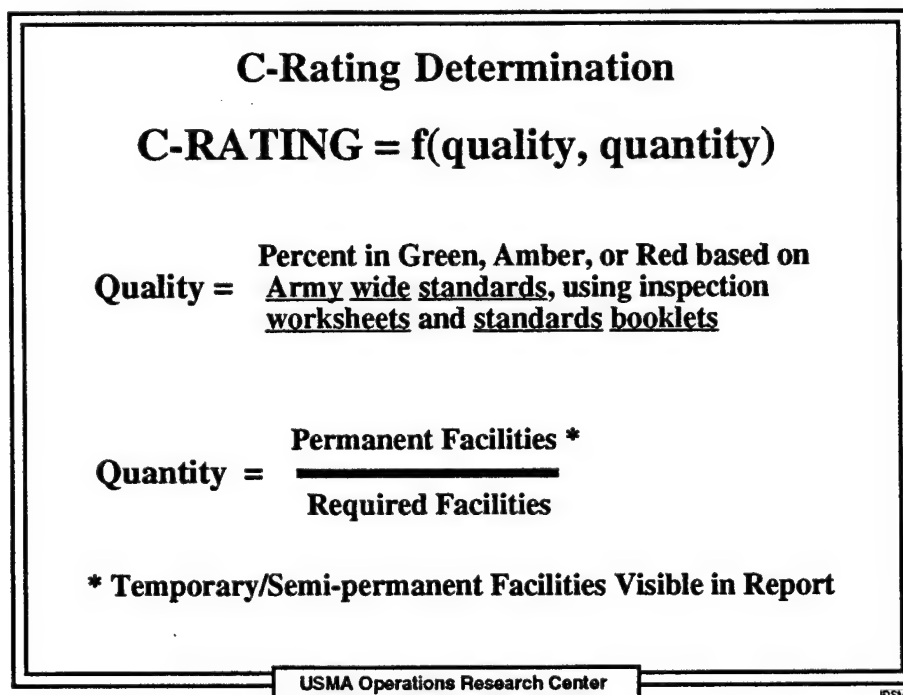 C-Rating Determination
C-RATING = f(quality, quantity)
Percent in Green, Amber, or Red based on
Quality = Army wide standards, using inspection
worksheets and standards booklets
Permanent Facilities *
Quantity =
Required Facilities
* Temporary/Semi-permanent Facilities Visible in Report
USMA Operations Research Center